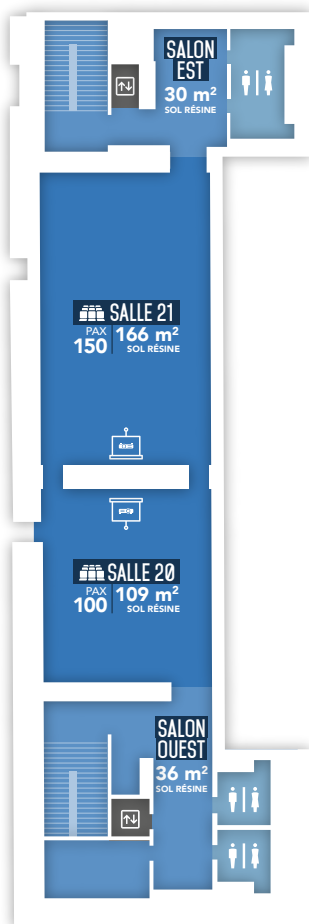 SALON
EST
30 m²
SOL RÉSINE
SALLE 21
PAX
150
166 m²
SOL RÉSINE
SALLE 20
PAX
100
109 m²
SOL RÉSINE
SALON
OUEST
36 m²
SOL RÉSINE